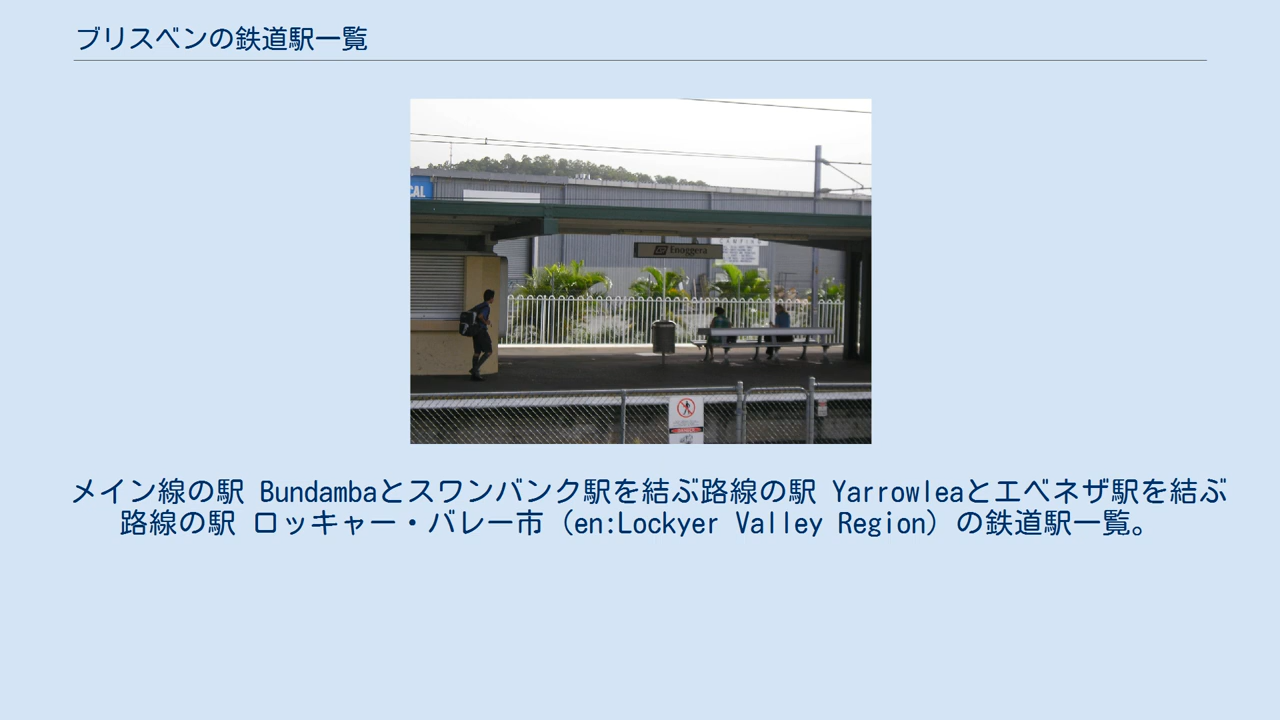 ブリスベンの鉄道駅一覧
CAL
CAMPING
Enoggera
DANGER
メイン線の駅 Bundambaとスワンバンク駅を結ぶ路線の駅 Yarrowleaとエベネザ駅を結ぶ
路線の駅 ロッキャー・バレー市（en:Lockyer Valley Region）の鉄道駅一覧。